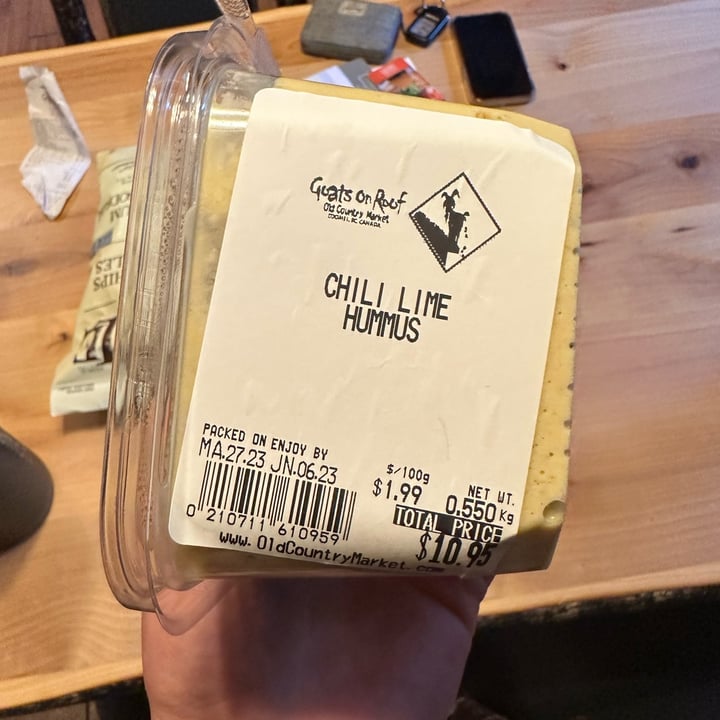 Goats on Roof
Old Country Market
COOMBS, BC CANADA
CHILI LIME
HUMMUS
PACKED ON ENJOY BY
MA.27.23 JN.06.23
$/100g
$1.99
NET WT.
0.550 Kg
TOTAL PRICE
$10.95
0 210711 610959
www.OldCountryMarket.com
HIPS
LES